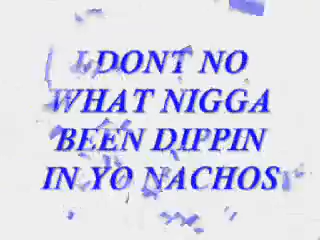 I DONT NO
WHAT NIGGA
BEEN DIPPIN
IN YO NACHOS